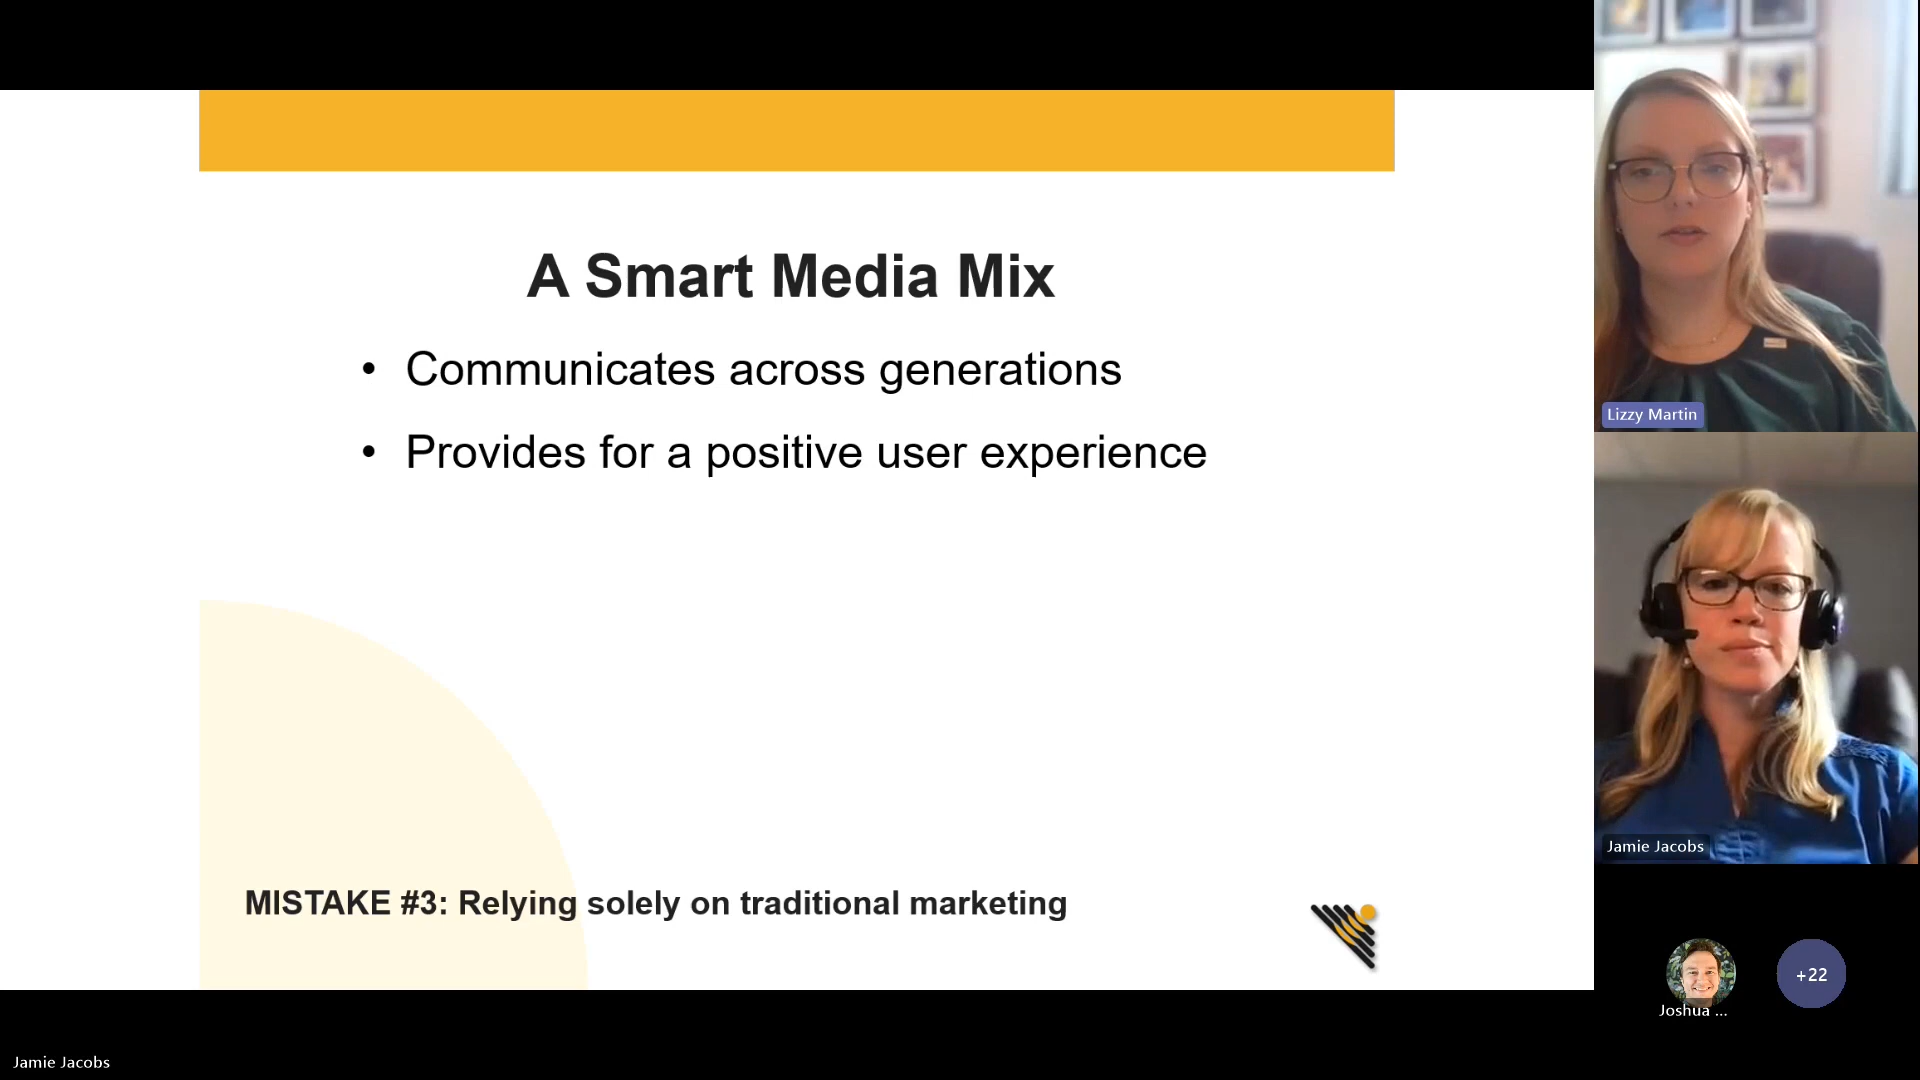 A Smart Media Mix
• Communicates across generations
• Provides for a positive user experience
MISTAKE #3: Relying solely on traditional marketing
Lizzy Martin
Jamie Jacobs
Joshua ...
+22
Jamie Jacobs